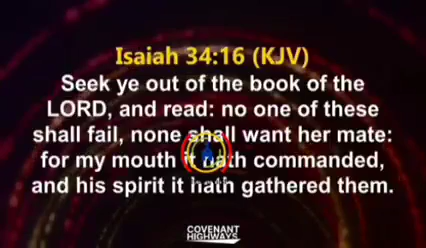 Isaiah 34:16 (KJV)
Seek ye out of the book of the
LORD, and read: no one of these
shall fail, none shall want her mate:
for my mouth it hath commanded,
and his spirit it hath gathered them.
COVENANT
HIGHWAYS